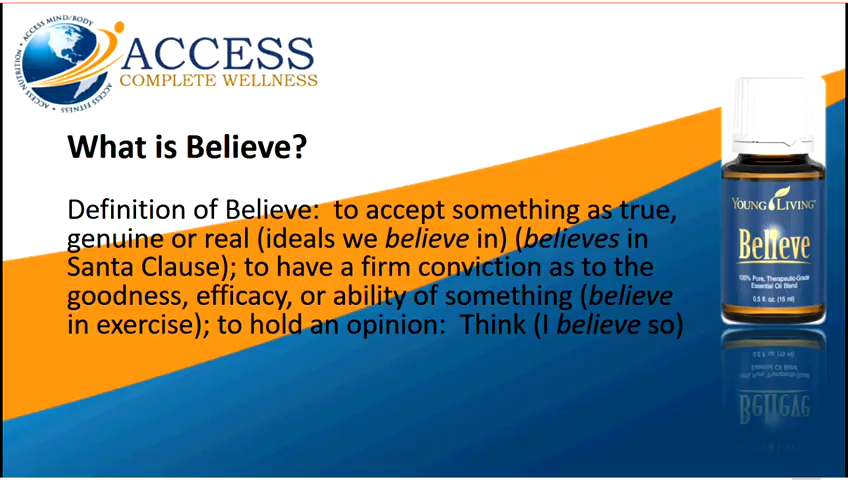 ACCESS MIND/BODY
ACCESS NUTRITION
ACCESS FITNESS
ACCESS
COMPLETE WELLNESS
What is Believe?
Definition of Believe:  to accept something as true,
genuine or real (ideals we believe in) (believes in
Santa Clause); to have a firm conviction as to the
goodness, efficacy, or ability of something (believe
in exercise); to hold an opinion:  Think (I believe so)
YOUNG LIVING
Believe
100% Pure, Therapeutic-Grade
Essential Oil Blend
0.5 fl. oz. (15 ml)